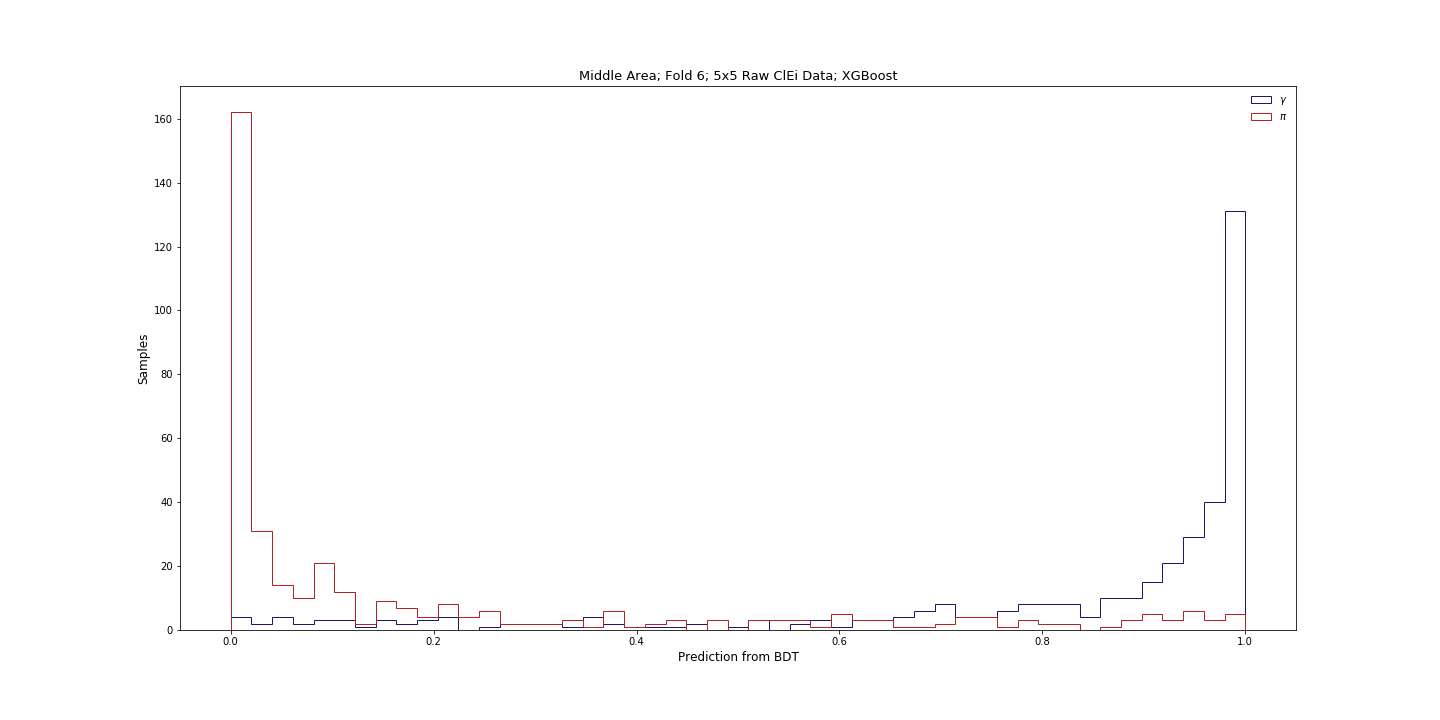 Middle Area; Fold 6; 5x5 Raw ClEi Data; XGBoost
γ
π
160
140
120
100
80
60
40
20
0
Samples
0.0 0.2 0.4 0.6 0.8 1.0
Prediction from BDT